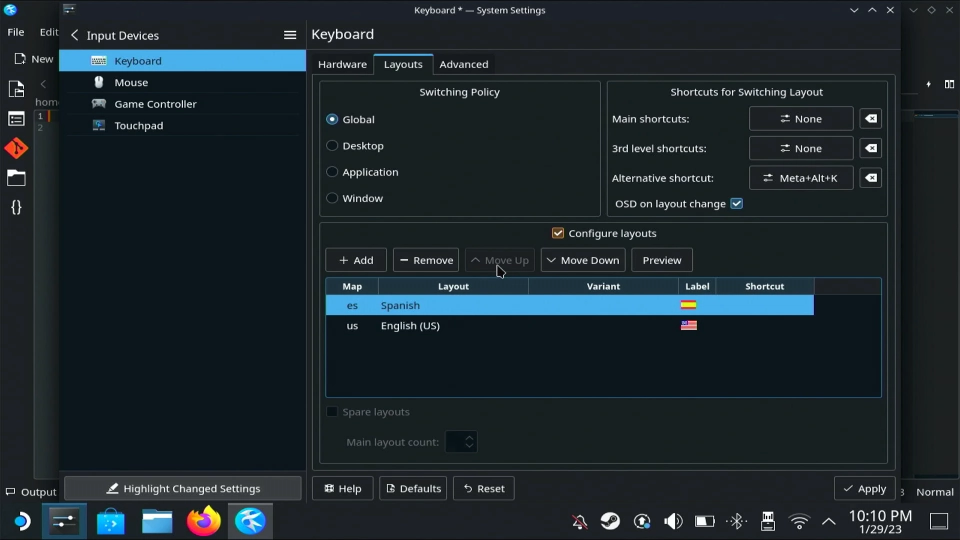 Keyboard * — System Settings
File Edit
Input Devices
Keyboard
New
Keyboard
Hardware Layouts Advanced
Mouse
Game Controller
Touchpad
hom
1
2
Switching Policy
Global
Desktop
Application
Window
Shortcuts for Switching Layout
Main shortcuts: None
3rd level shortcuts: None
Alternative shortcut: Meta+Alt+K
OSD on layout change
Configure layouts
Add Remove Move Up Move Down Preview
Map Layout Variant Label Shortcut
es Spanish
us English (US)
Spare layouts
Main layout count:
Highlight Changed Settings
Help Defaults Reset Apply
Output
Normal
10:10 PM
1/29/23